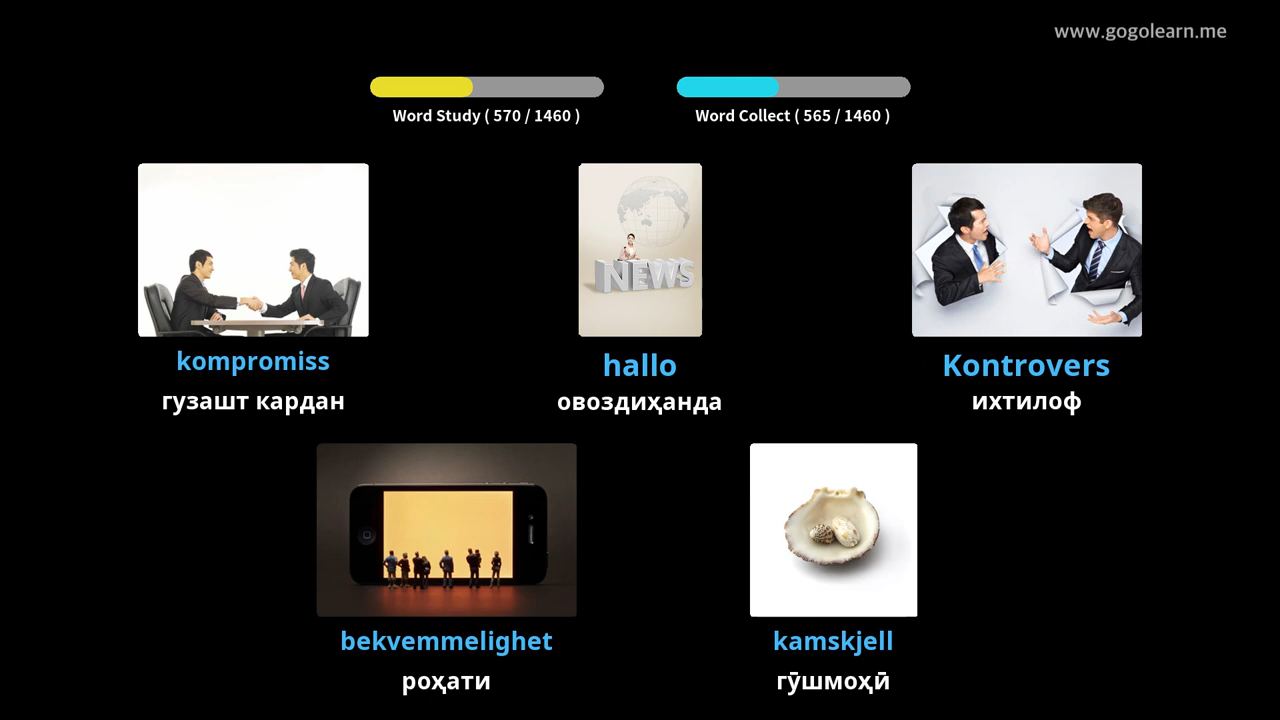 www.gogolearn.me
Word Study ( 570 / 1460 )
Word Collect ( 565 / 1460 )
NEWS
kompromiss
гузашт кардан
hallo
овоздиҳанда
Kontrovers
ихтилоф
bekvemmelighet
роҳати
kamskjell
гӯшмоҳӣ